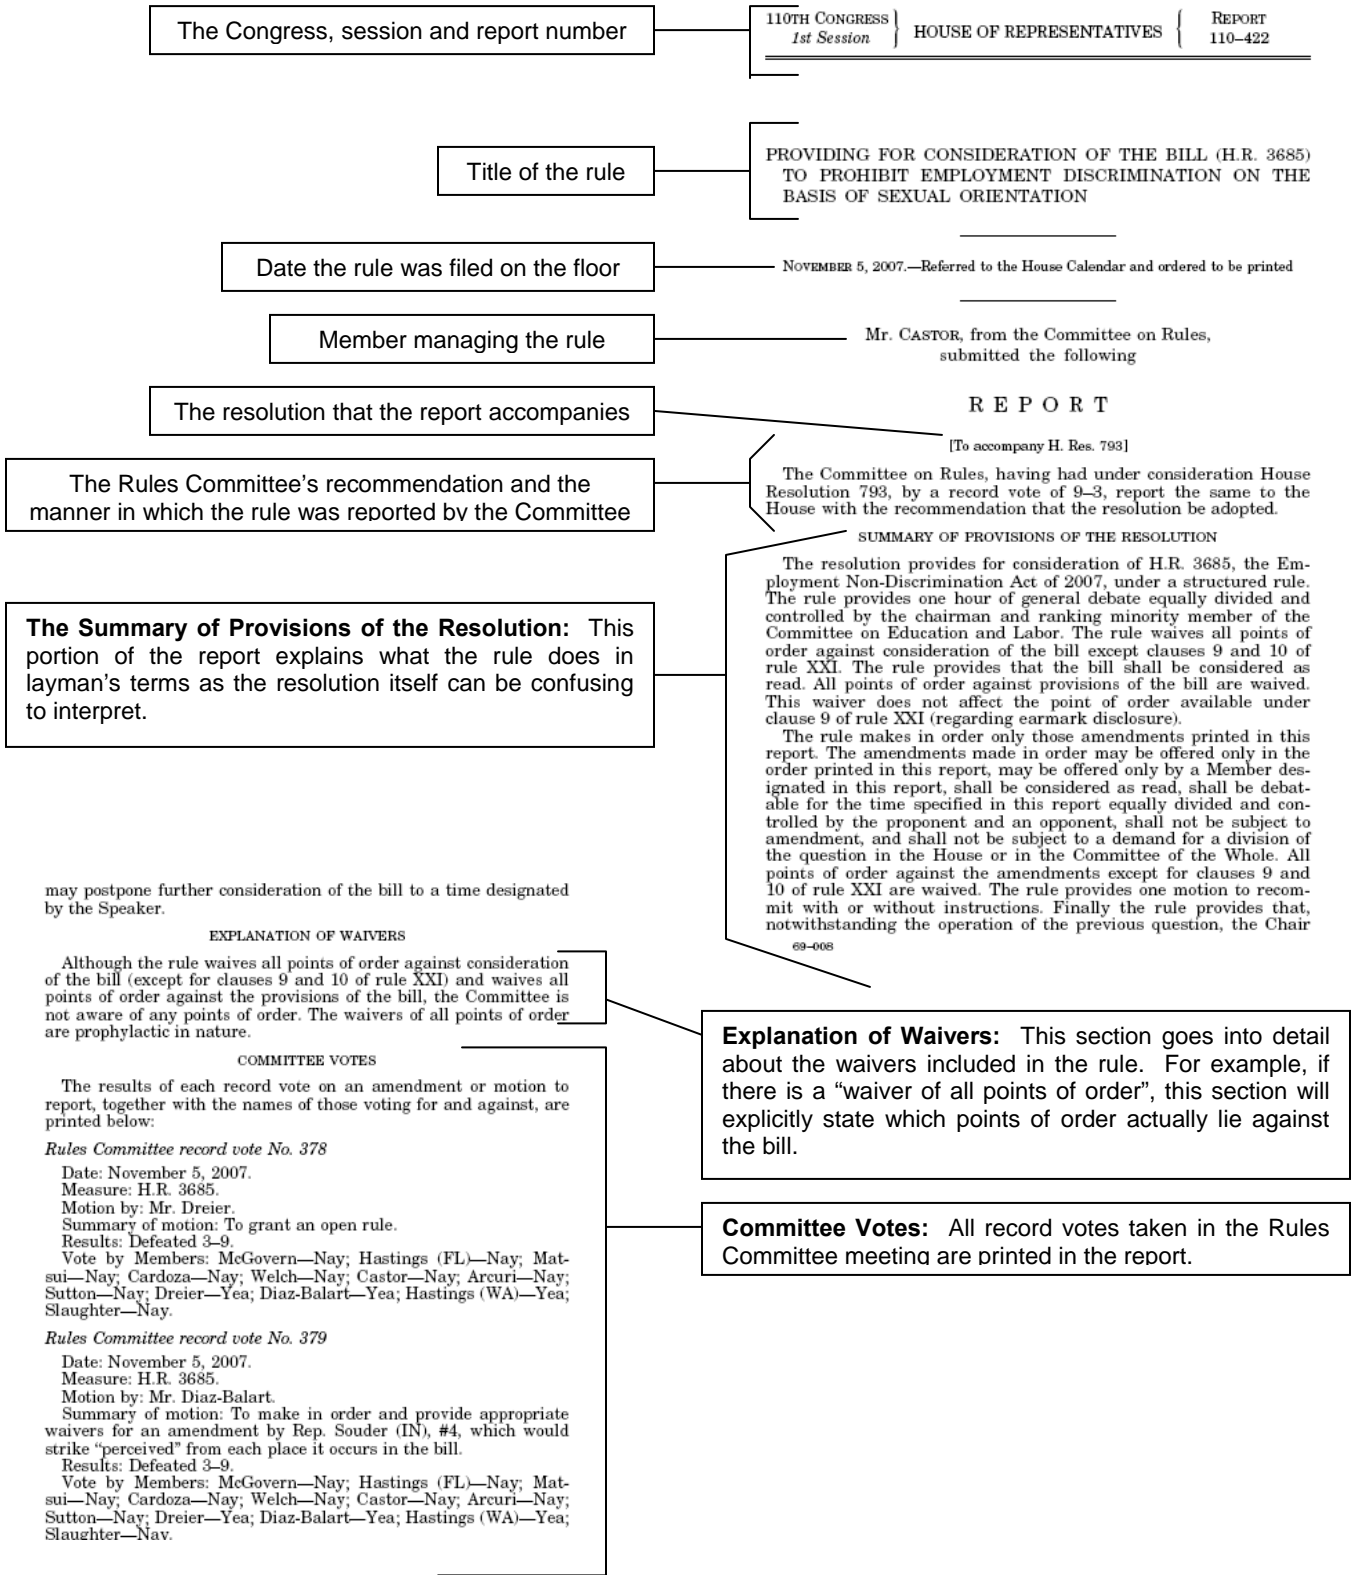 The Congress, session and report number
110TH CONGRESS
1st Session
HOUSE OF REPRESENTATIVES
REPORT
110–422
Title of the rule
PROVIDING FOR CONSIDERATION OF THE BILL (H.R. 3685)
TO PROHIBIT EMPLOYMENT DISCRIMINATION ON THE
BASIS OF SEXUAL ORIENTATION
Date the rule was filed on the floor
NOVEMBER 5, 2007.—Referred to the House Calendar and ordered to be printed
Member managing the rule
Mr. CASTOR, from the Committee on Rules,
submitted the following
REPORT
The resolution that the report accompanies
[To accompany H. Res. 793]
The Rules Committee's recommendation and the
manner in which the rule was reported by the Committee
The Committee on Rules, having had under consideration House
Resolution 793, by a record vote of 9–3, report the same to the
House with the recommendation that the resolution be adopted.
SUMMARY OF PROVISIONS OF THE RESOLUTION
The resolution provides for consideration of H.R. 3685, the Em-
ployment Non-Discrimination Act of 2007, under a structured rule.
The rule provides one hour of general debate equally divided and
controlled by the chairman and ranking minority member of the
Committee on Education and Labor. The rule waives all points of
order against consideration of the bill except clauses 9 and 10 of
rule XXI. The rule provides that the bill shall be considered as
read. All points of order against provisions of the bill are waived.
This waiver does not affect the point of order available under
clause 9 of rule XXI (regarding earmark disclosure).
The rule makes in order only those amendments printed in this
report. The amendments made in order may be offered only in the
order printed in this report, may be offered only by a Member des-
ignated in this report, shall be considered as read, shall be debat-
able for the time specified in this report equally divided and con-
trolled by the proponent and an opponent, shall not be subject to
amendment, and shall not be subject to a demand for a division of
the question in the House or in the Committee of the Whole. All
points of order against the amendments except for clauses 9 and
10 of rule XXI are waived. The rule provides one motion to recom-
mit with or without instructions. Finally the rule provides that,
notwithstanding the operation of the previous question, the Chair
69–008
The Summary of Provisions of the Resolution: This
portion of the report explains what the rule does in
layman's terms as the resolution itself can be confusing
to interpret.
may postpone further consideration of the bill to a time designated
by the Speaker.
EXPLANATION OF WAIVERS
Although the rule waives all points of order against consideration
of the bill (except for clauses 9 and 10 of rule XXI) and waives all
points of order against the provisions of the bill, the Committee is
not aware of any points of order. The waivers of all points of order
are prophylactic in nature.
COMMITTEE VOTES
The results of each record vote on an amendment or motion to
report, together with the names of those voting for and against, are
printed below:
Rules Committee record vote No. 378
Date: November 5, 2007.
Measure: H.R. 3685.
Motion by: Mr. Dreier.
Summary of motion: To grant an open rule.
Results: Defeated 3–9.
Vote by Members: McGovern—Nay; Hastings (FL)—Nay; Mat-
sui—Nay; Cardoza—Nay; Welch—Nay; Castor—Nay; Arcuri—Nay;
Sutton—Nay; Dreier—Yea; Diaz-Balart—Yea; Hastings (WA)—Yea;
Slaughter—Nay.
Rules Committee record vote No. 379
Date: November 5, 2007.
Measure: H.R. 3685.
Motion by: Mr. Diaz-Balart.
Summary of motion: To make in order and provide appropriate
waivers for an amendment by Rep. Souder (IN), #4, which would
strike "perceived" from each place it occurs in the bill.
Results: Defeated 3–9.
Vote by Members: McGovern—Nay; Hastings (FL)—Nay; Mat-
sui—Nay; Cardoza—Nay; Welch—Nay; Castor—Nay; Arcuri—Nay;
Sutton—Nay; Dreier—Yea; Diaz-Balart—Yea; Hastings (WA)—Yea;
Slaughter—Nay.
Explanation of Waivers: This section goes into detail
about the waivers included in the rule. For example, if
there is a "waiver of all points of order", this section will
explicitly state which points of order actually lie against
the bill.
Committee Votes: All record votes taken in the Rules
Committee meeting are printed in the report.